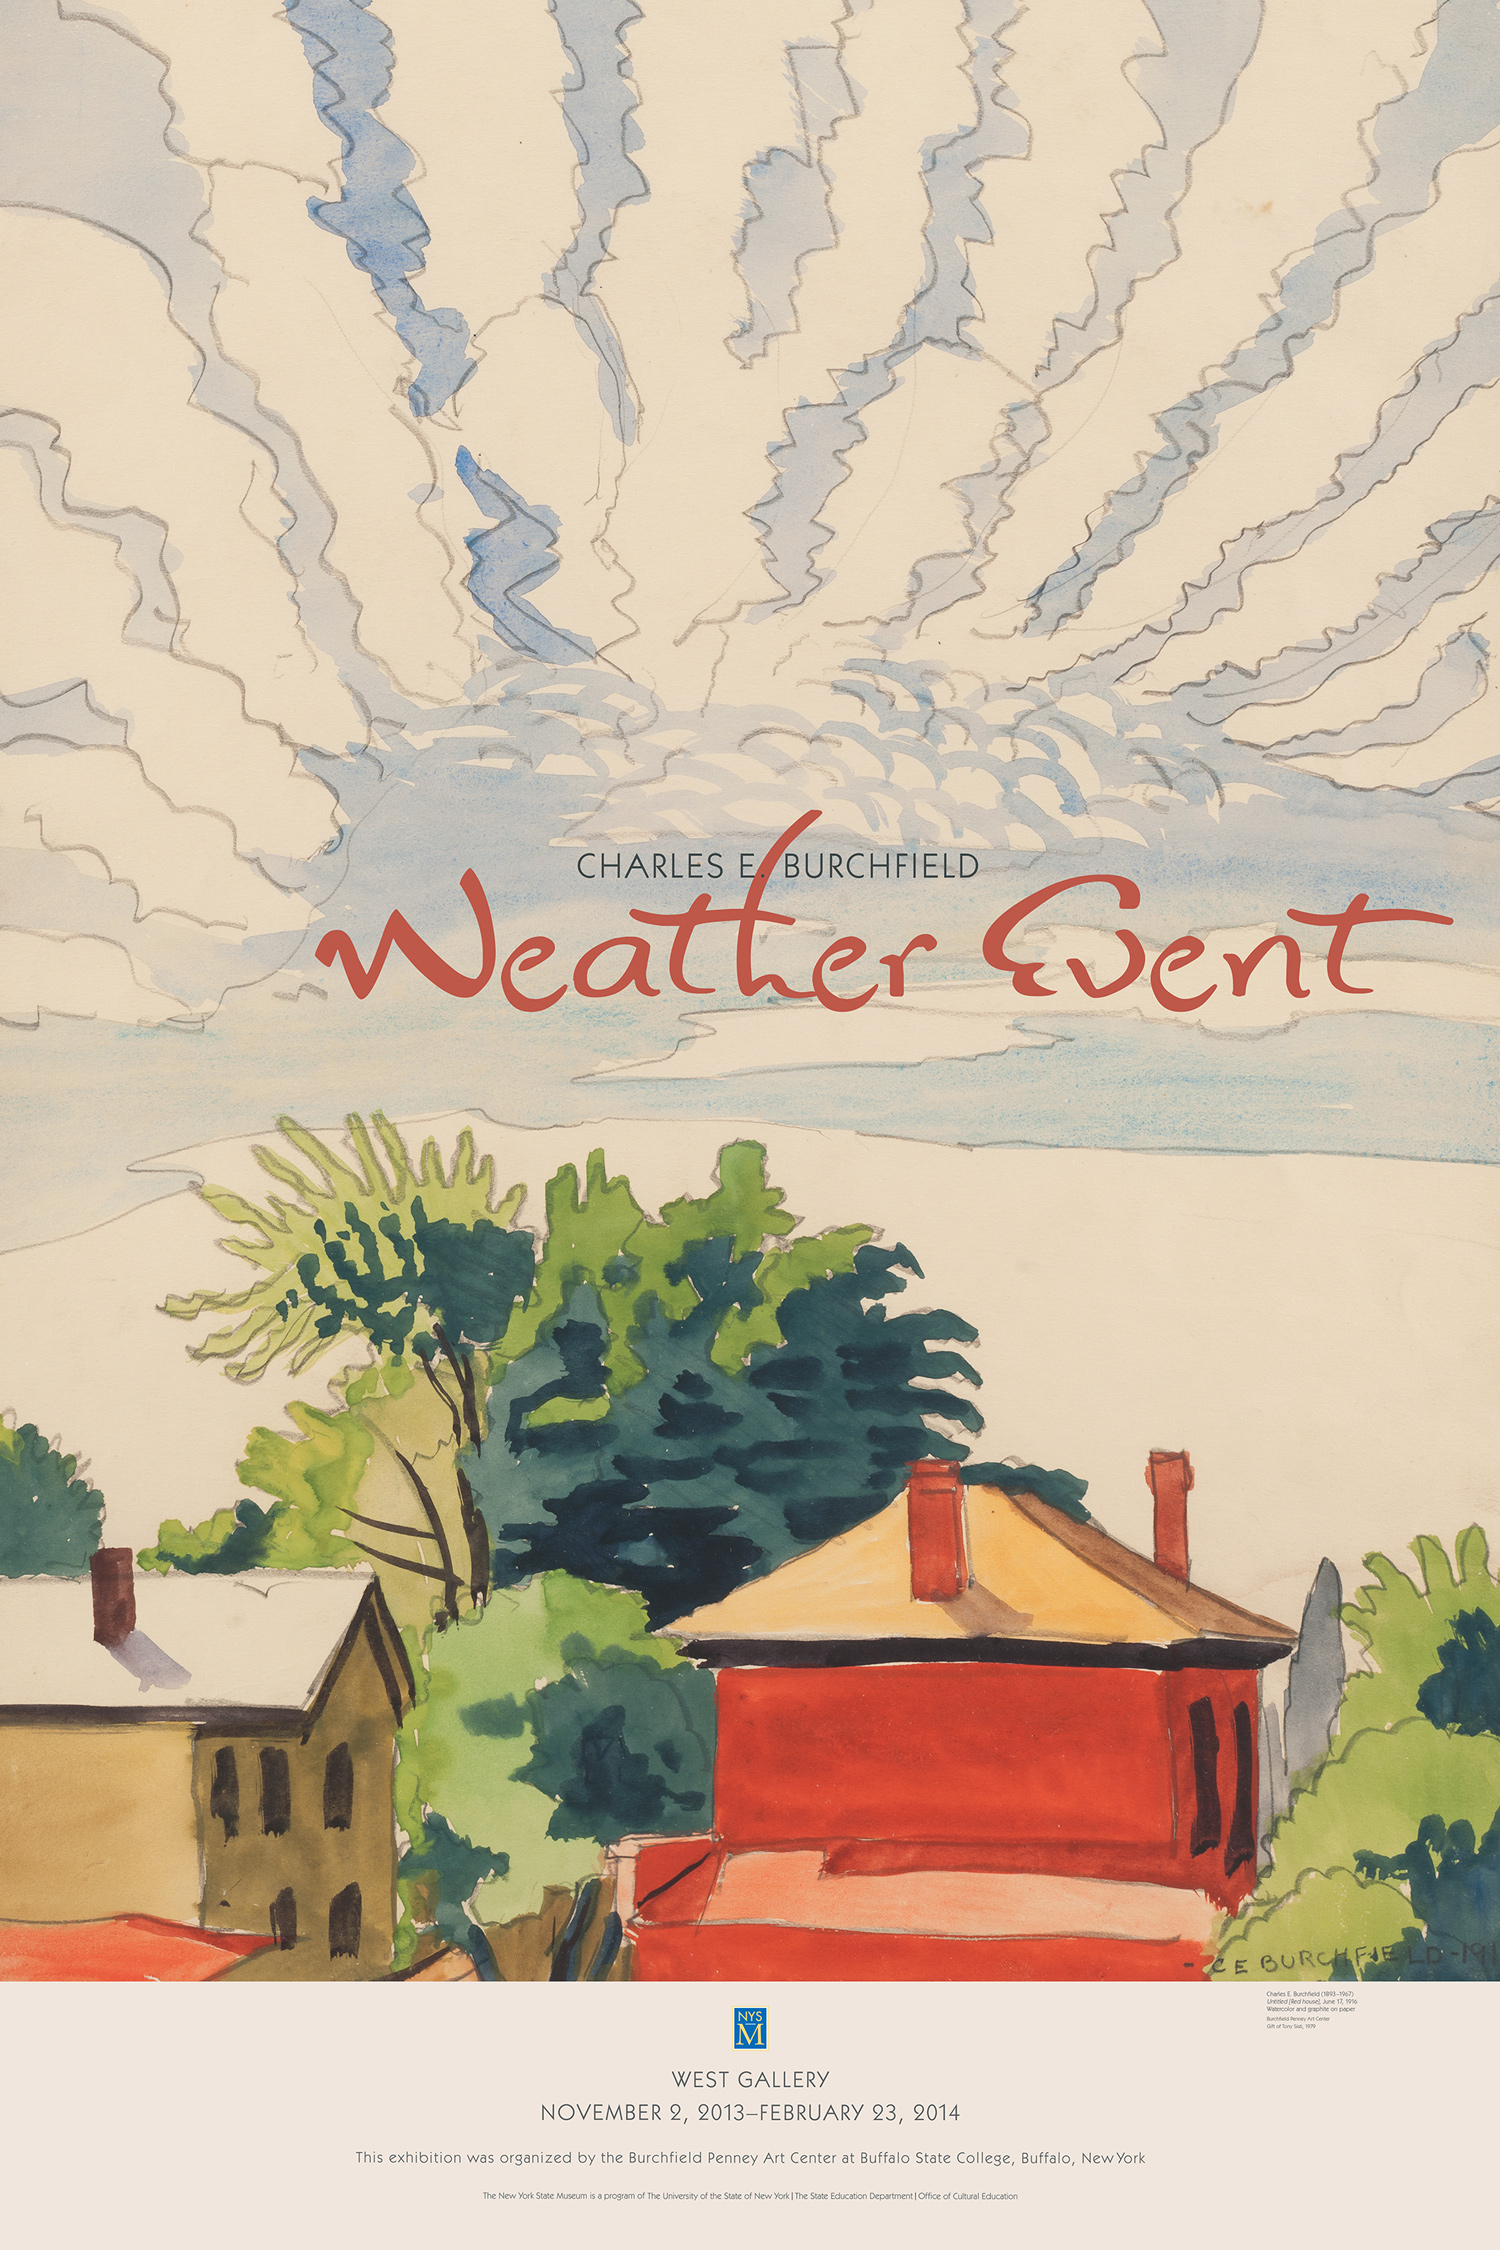 CHARLES E. BURCHFIELD
Weather Event
- C E BURCHFIELD -191
Charles E. Burchfield (1893–1967)
Untitled [Red house], June 17, 1916
Watercolor and graphite on paper
Burchfield Penney Art Center
Gift of Tony Sisti, 1979
NYS
M
WEST GALLERY
NOVEMBER 2, 2013–FEBRUARY 23, 2014
This exhibition was organized by the Burchfield Penney Art Center at Buffalo State College, Buffalo, New York
The New York State Museum is a program of The University of the State of New York | The State Education Department | Office of Cultural Education